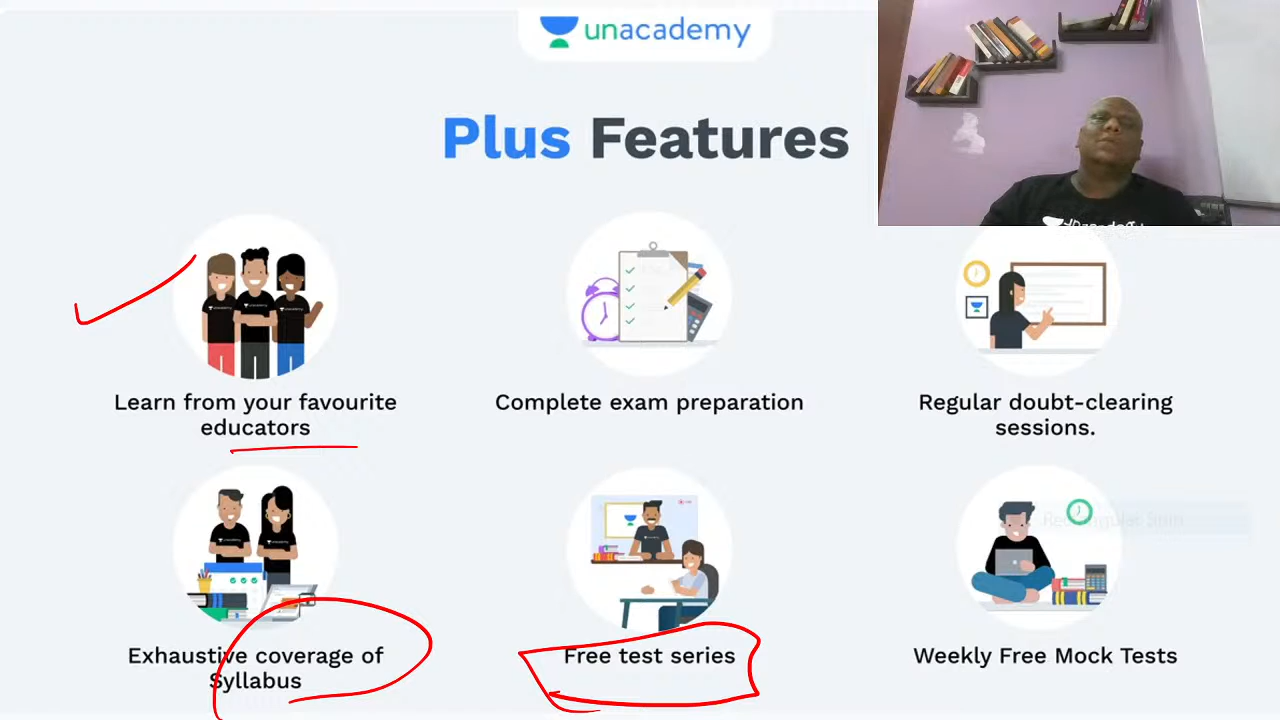 unacademy
Plus Features
Learn from your favourite
educators
Complete exam preparation
Regular doubt-clearing
sessions.
Exhaustive coverage of
Syllabus
Free test series
Weekly Free Mock Tests